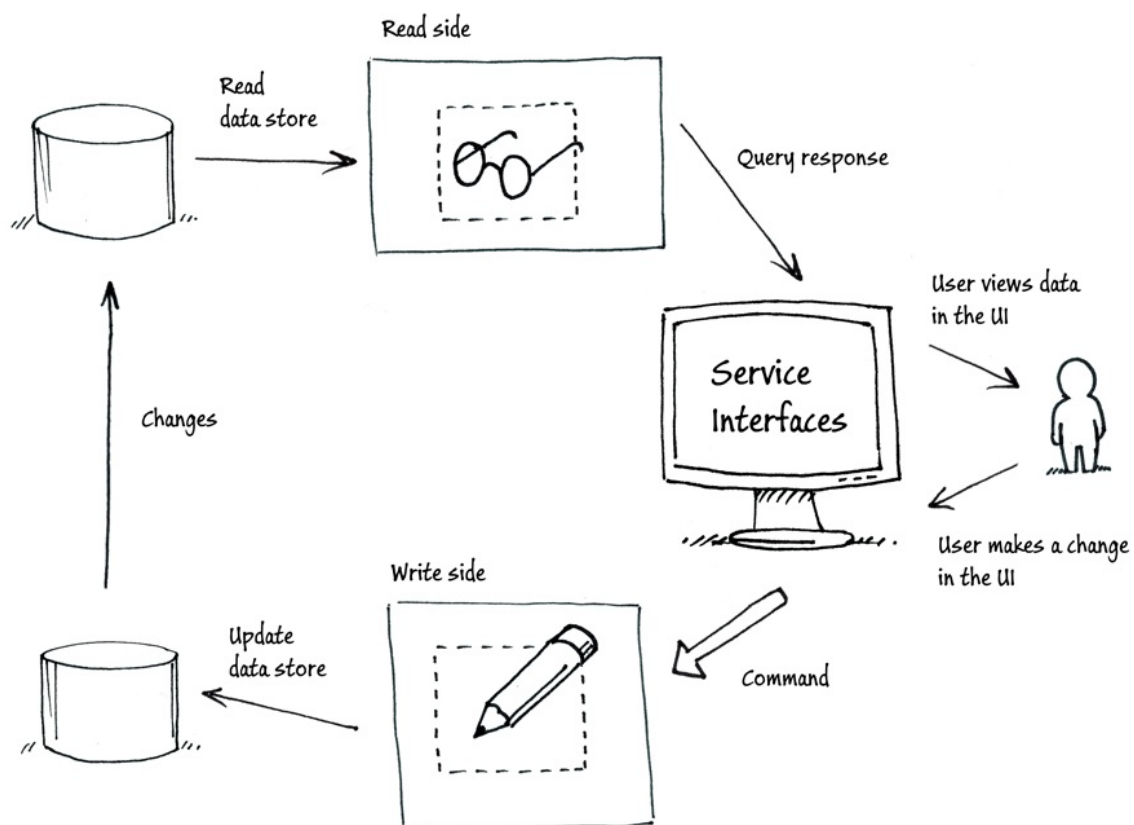 Read side
Read
data store
Query response
User views data
in the UI
Service
Interfaces
Changes
User makes a change
in the UI
Write side
Update
data store
Command